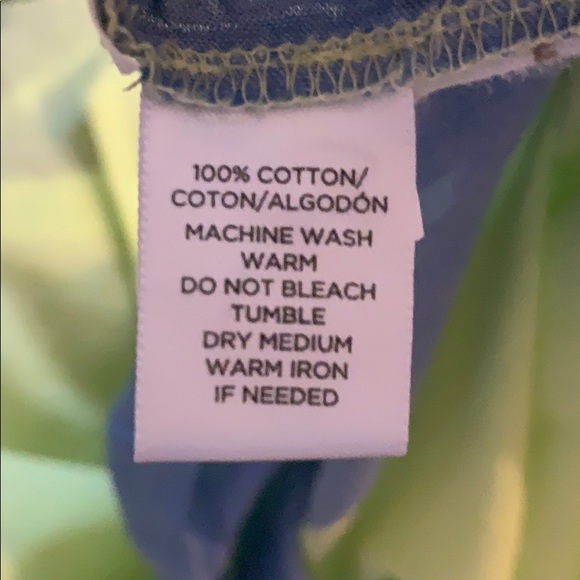 100% COTTON/
COTON/ALGODÓN
MACHINE WASH
WARM
DO NOT BLEACH
TUMBLE
DRY MEDIUM
WARM IRON
IF NEEDED